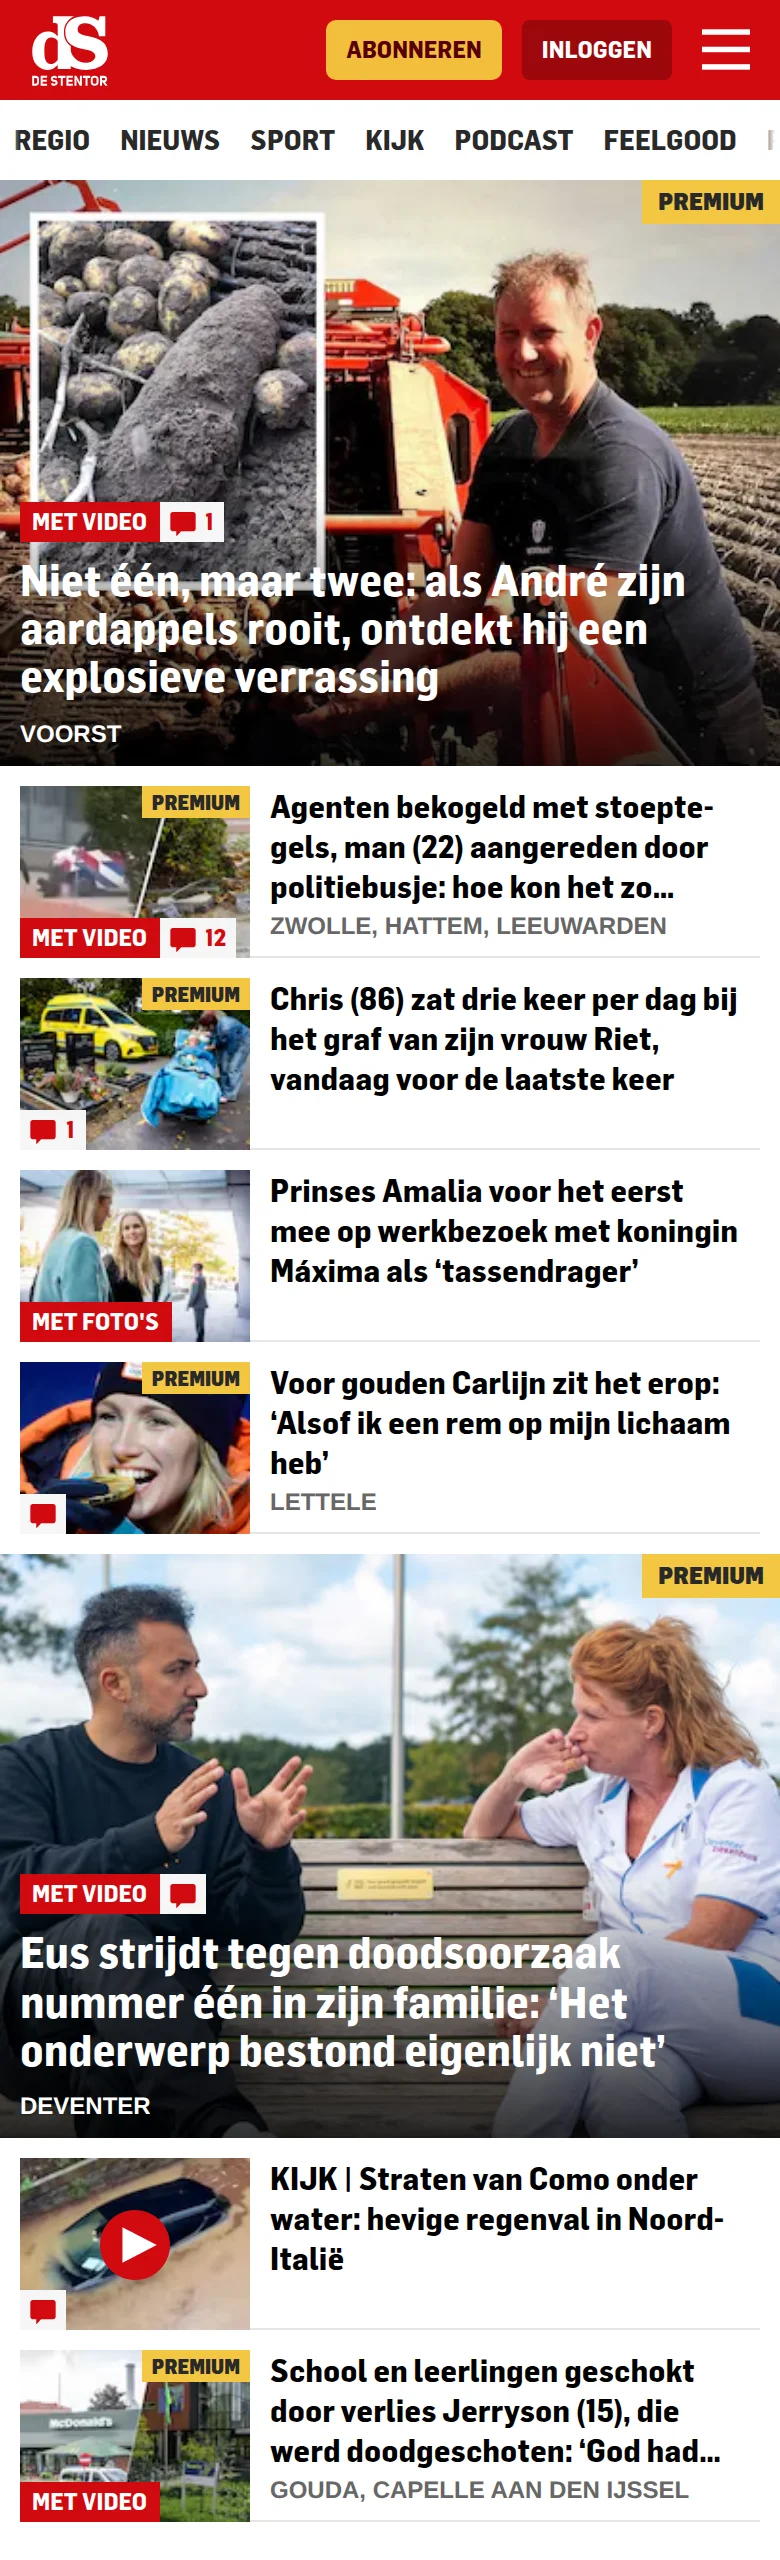 dS
DE STENTOR
ABONNEREN
INLOGGEN
REGIO NIEUWS SPORT KIJK PODCAST FEELGOOD
PREMIUM
MET VIDEO 1
Niet één, maar twee: als André zijn
aardappels rooit, ontdekt hij een
explosieve verrassing
VOORST
PREMIUM
MET VIDEO 12
Agenten bekogeld met stoepte-
gels, man (22) aangereden door
politiebusje: hoe kon het zo...
ZWOLLE, HATTEM, LEEUWARDEN
PREMIUM
1
Chris (86) zat drie keer per dag bij
het graf van zijn vrouw Riet,
vandaag voor de laatste keer
MET FOTO'S
Prinses Amalia voor het eerst
mee op werkbezoek met koningin
Máxima als ‘tassendrager’
PREMIUM
Voor gouden Carlijn zit het erop:
‘Alsof ik een rem op mijn lichaam
heb’
LETTELE
PREMIUM
MET VIDEO
Eus strijdt tegen doodsoorzaak
nummer één in zijn familie: ‘Het
onderwerp bestond eigenlijk niet’
DEVENTER
KIJK | Straten van Como onder
water: hevige regenval in Noord-
Italië
PREMIUM
McDonald's
MET VIDEO
School en leerlingen geschokt
door verlies Jerryson (15), die
werd doodgeschoten: ‘God had...
GOUDA, CAPELLE AAN DEN IJSSEL